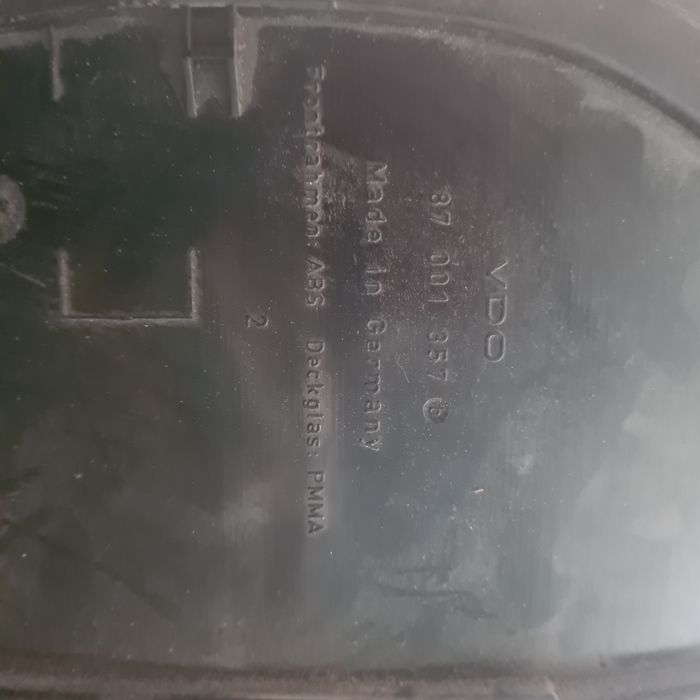 VDO
87 001 357 6
Made in Germany
Frontrahmen: ABS Deckglas: PMMA
2